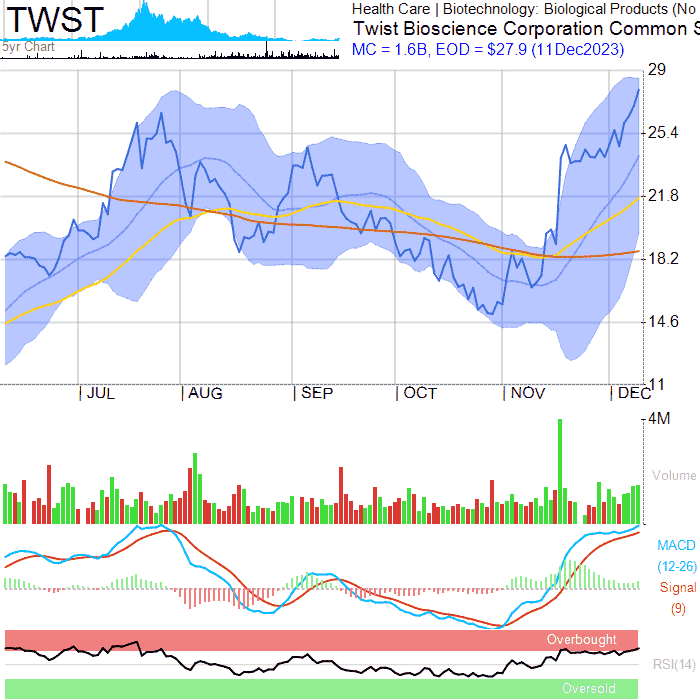 TWST
Health Care | Biotechnology: Biological Products (No
Twist Bioscience Corporation Common S
MC = 1.6B, EOD = $27.9 (11Dec2023)
5yr Chart
29
25.4
21.8
18.2
14.6
11
| JUL | AUG | SEP | OCT | NOV | DEC
4M
Volume
MACD
(12-26)
Signal
(9)
Overbought
RSI(14)
Oversold